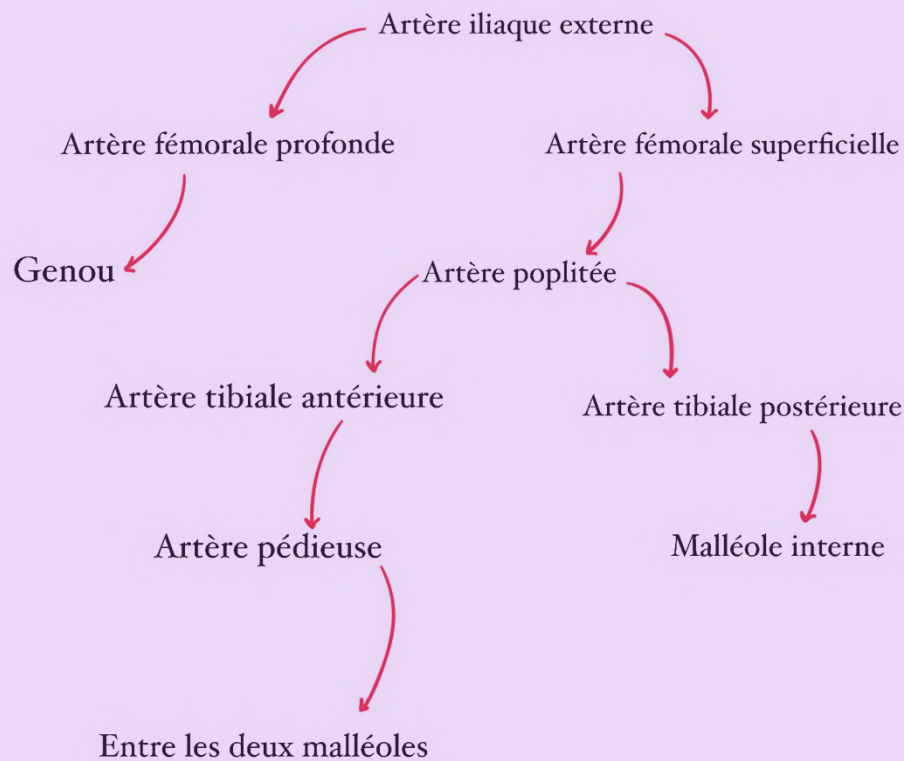 Artère iliaque externe
Artère fémorale profonde
Artère fémorale superficielle
Genou
Artère poplitée
Artère tibiale antérieure
Artère tibiale postérieure
Artère pédieuse
Malléole interne
Entre les deux malléoles